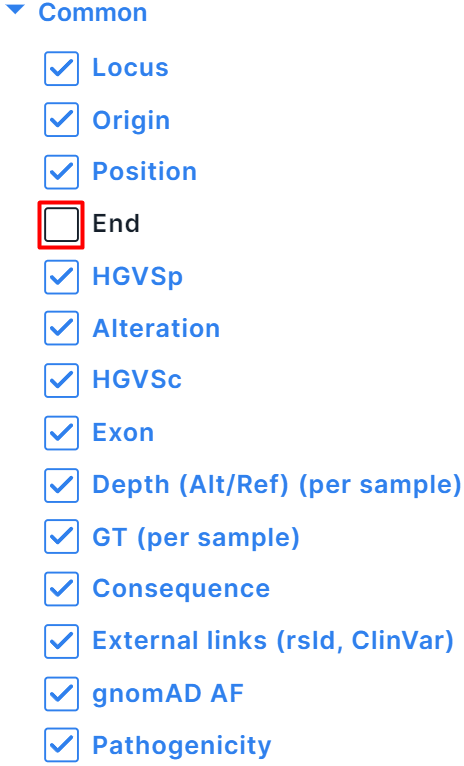 Common
Locus
Origin
Position
End
HGVSp
Alteration
HGVSc
Exon
Depth (Alt/Ref) (per sample)
GT (per sample)
Consequence
External links (rsId, ClinVar)
gnomAD AF
Pathogenicity